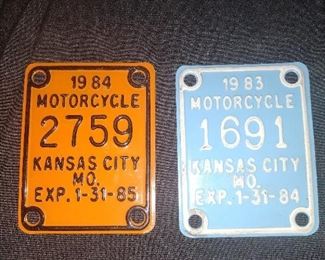 1984
MOTORCYCLE
2759
KANSAS CITY
MO.
EXP. 1-31-85
1983
MOTORCYCLE
1691
KANSAS CITY
MO.
EXP. 1-31-84